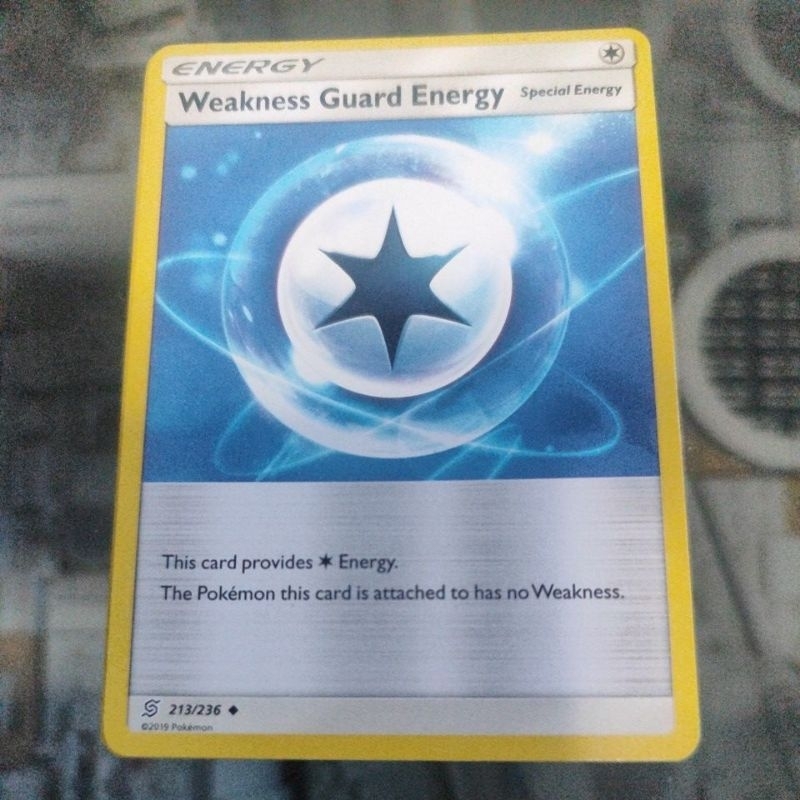 ENERGY
Weakness Guard Energy Special Energy
This card provides Energy.
The Pokémon this card is attached to has no Weakness.
213/236
©2019 Pokémon